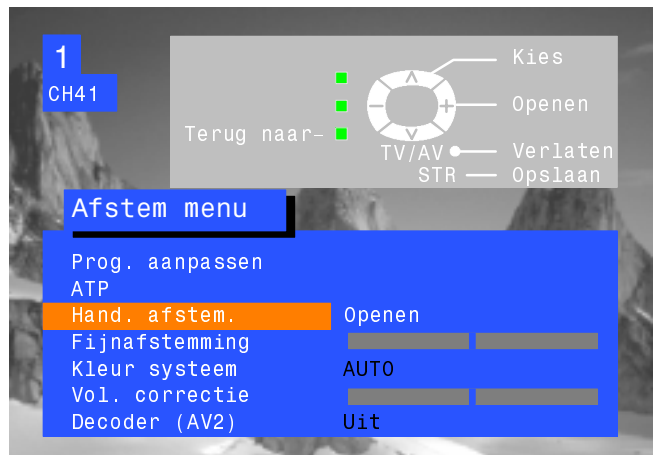 1
CH41
Kies
Openen
Terug naar–
TV/AV Verlaten
STR Opslaan
Afstem menu
Prog. aanpassen
ATP
Hand. afstem. Openen
Fijnafstemming
Kleur systeem AUTO
Vol. correctie
Decoder (AV2) Uit